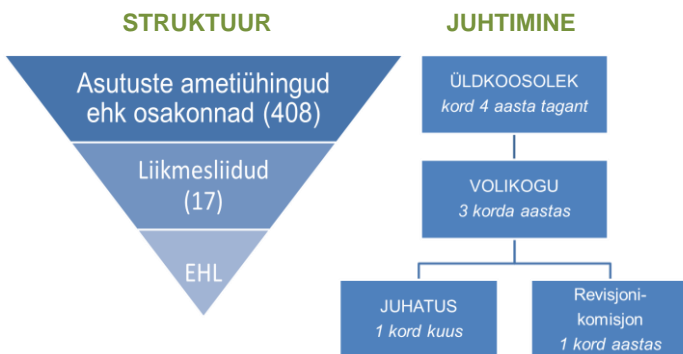 STRUKTUUR
Asutuste ametiühingud
ehk osakonnad (408)
Liikmesliidud
(17)
EHL
JUHTIMINE
ÜLDKOOSOLEK
kord 4 aasta tagant
VOLIKOGU
3 korda aastas
JUHATUS
1 kord kuus
Revisjoni-
komisjon
1 kord aastas